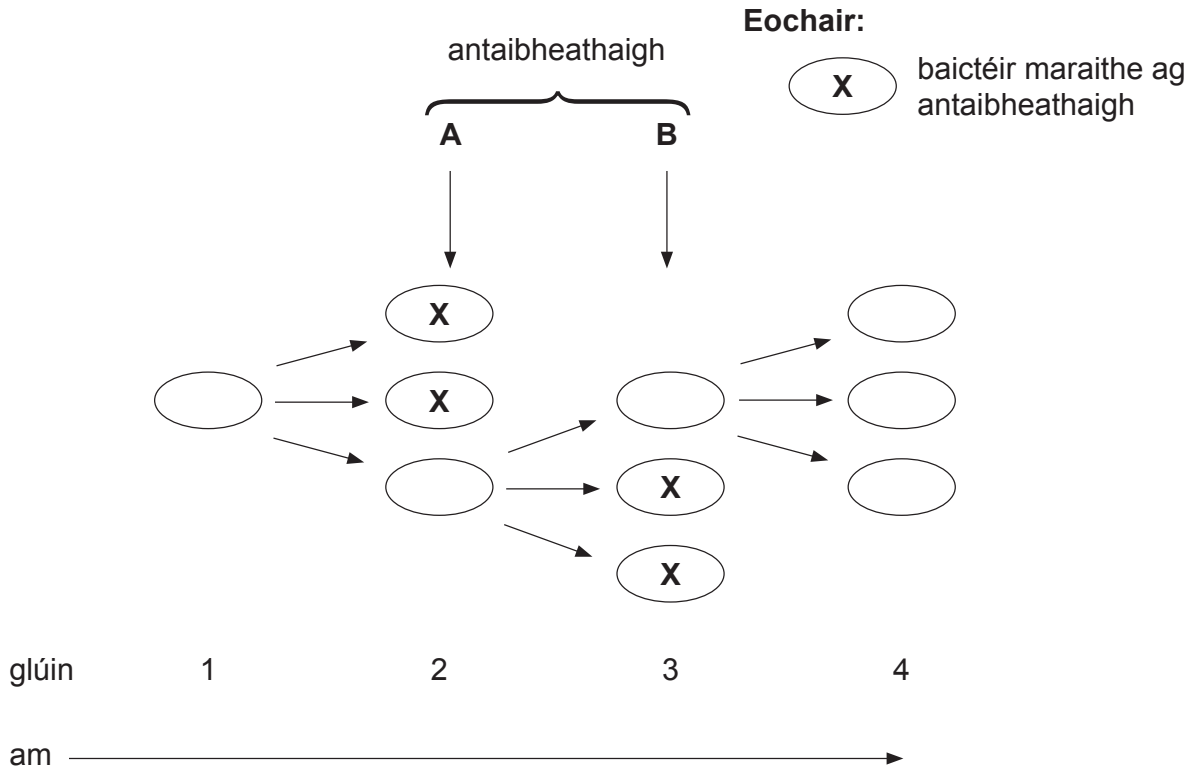 Eochair:
antaibheathaigh
X
baictéir maraithe ag
antaibheathaigh
A
B
X
X
X
X
glúin 1 2 3 4
am